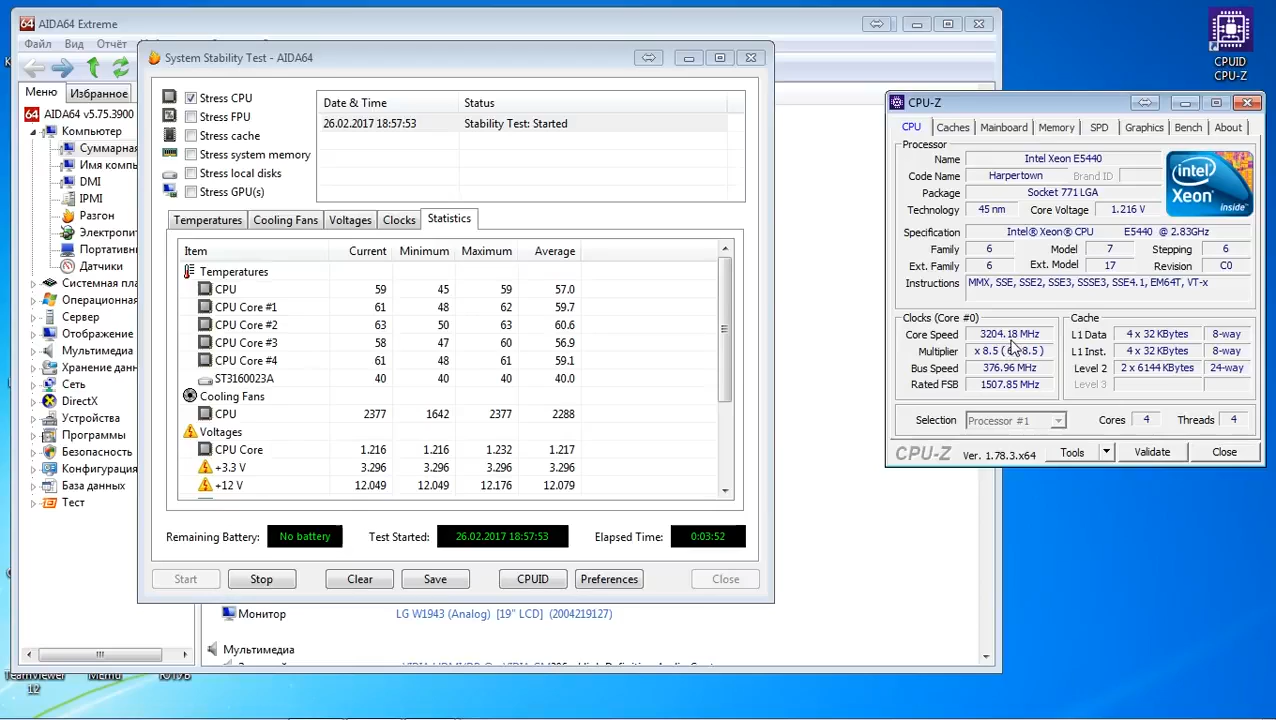 AIDA64 Extreme
Файл Вид Отчёт
Меню Избранное
AIDA64 v5.75.3900
Компьютер
Суммарная
Имя компь
DMI
IPMI
Разгон
Электропи
Портативн
Датчики
Системная пла
Операционная
Сервер
Отображение
Мультимедиа
Хранение данн
Сеть
DirectX
Устройства
Программы
Безопасность
Конфигурация
База данных
Тест
System Stability Test - AIDA64
Stress CPU
Stress FPU
Stress cache
Stress system memory
Stress local disks
Stress GPU(s)
Date & Time Status
26.02.2017 18:57:53 Stability Test: Started
Temperatures Cooling Fans Voltages Clocks Statistics
Item Current Minimum Maximum Average
Temperatures
CPU 59 45 59 57.0
CPU Core #1 61 48 62 59.7
CPU Core #2 63 50 63 60.6
CPU Core #3 58 47 60 56.9
CPU Core #4 61 48 61 59.1
ST3160023A 40 40 40 40.0
Cooling Fans
CPU 2377 1642 2377 2288
Voltages
CPU Core 1.216 1.216 1.232 1.217
+3.3 V 3.296 3.296 3.296 3.296
+12 V 12.049 12.049 12.176 12.079
Remaining Battery: No battery Test Started: 26.02.2017 18:57:53 Elapsed Time: 0:03:52
Start Stop Clear Save CPUID Preferences Close
Монитор LG W1943 (Analog) [19" LCD] (2004219127)
Мультимедиа
TeamViewer
12
CPUID
CPU-Z
CPU-Z
CPU Caches Mainboard Memory SPD Graphics Bench About
Processor
Name Intel Xeon E5440
Code Name Harpertown Brand ID
Package Socket 771 LGA
Technology 45 nm Core Voltage 1.216 V
intel Xeon inside™
Specification Intel® Xeon® CPU E5440 @ 2.83GHz
Family 6 Model 7 Stepping 6
Ext. Family 6 Ext. Model 17 Revision C0
Instructions MMX, SSE, SSE2, SSE3, SSSE3, SSE4.1, EM64T, VT-x
Clocks (Core #0)
Core Speed 3204.18 MHz
Multiplier x 8.5 ( 8.5 )
Bus Speed 376.96 MHz
Rated FSB 1507.85 MHz
Cache
L1 Data 4 x 32 KBytes 8-way
L1 Inst. 4 x 32 KBytes 8-way
Level 2 2 x 6144 KBytes 24-way
Level 3
Selection Processor #1 Cores 4 Threads 4
CPU-Z Ver. 1.78.3.x64 Tools Validate Close